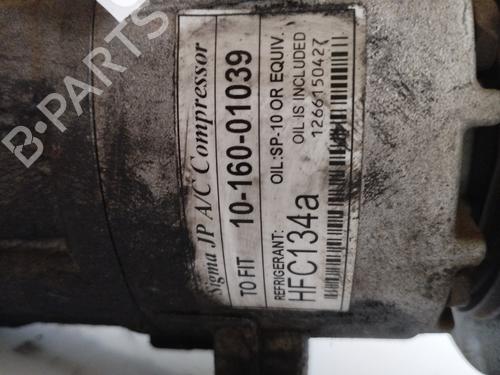 Sigma JP A/C Compressor
TO FIT 10-160-01039
OIL:SP-10 OR EQUIV.
OIL IS INCLUDED
REFRIGERANT:
HFC134a
1266150427
B-PARTS